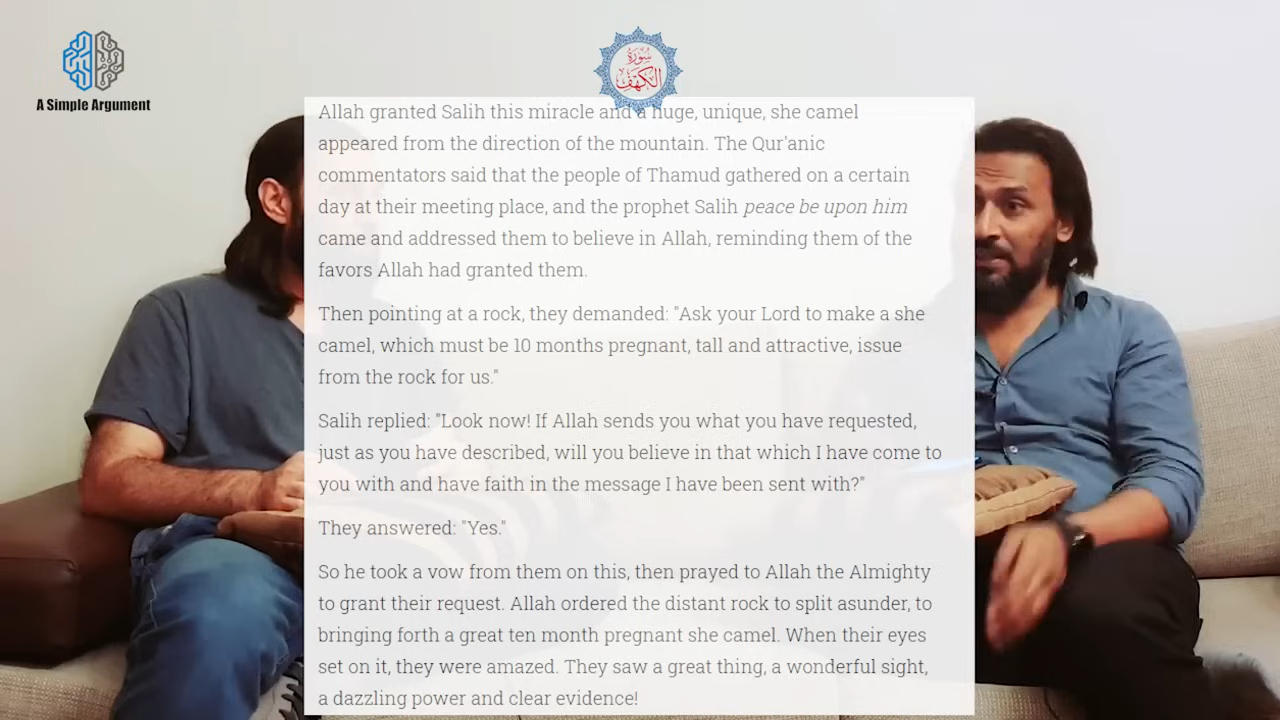 A Simple Argument
سورة
الكهف
Allah granted Salih this miracle and a huge, unique, she camel
appeared from the direction of the mountain. The Qur'anic
commentators said that the people of Thamud gathered on a certain
day at their meeting place, and the prophet Salih peace be upon him
came and addressed them to believe in Allah, reminding them of the
favors Allah had granted them.
Then pointing at a rock, they demanded: "Ask your Lord to make a she
camel, which must be 10 months pregnant, tall and attractive, issue
from the rock for us."
Salih replied: "Look now! If Allah sends you what you have requested,
just as you have described, will you believe in that which I have come to
you with and have faith in the message I have been sent with?"
They answered: "Yes."
So he took a vow from them on this, then prayed to Allah the Almighty
to grant their request. Allah ordered the distant rock to split asunder, to
bringing forth a great ten month pregnant she camel. When their eyes
set on it, they were amazed. They saw a great thing, a wonderful sight,
a dazzling power and clear evidence!